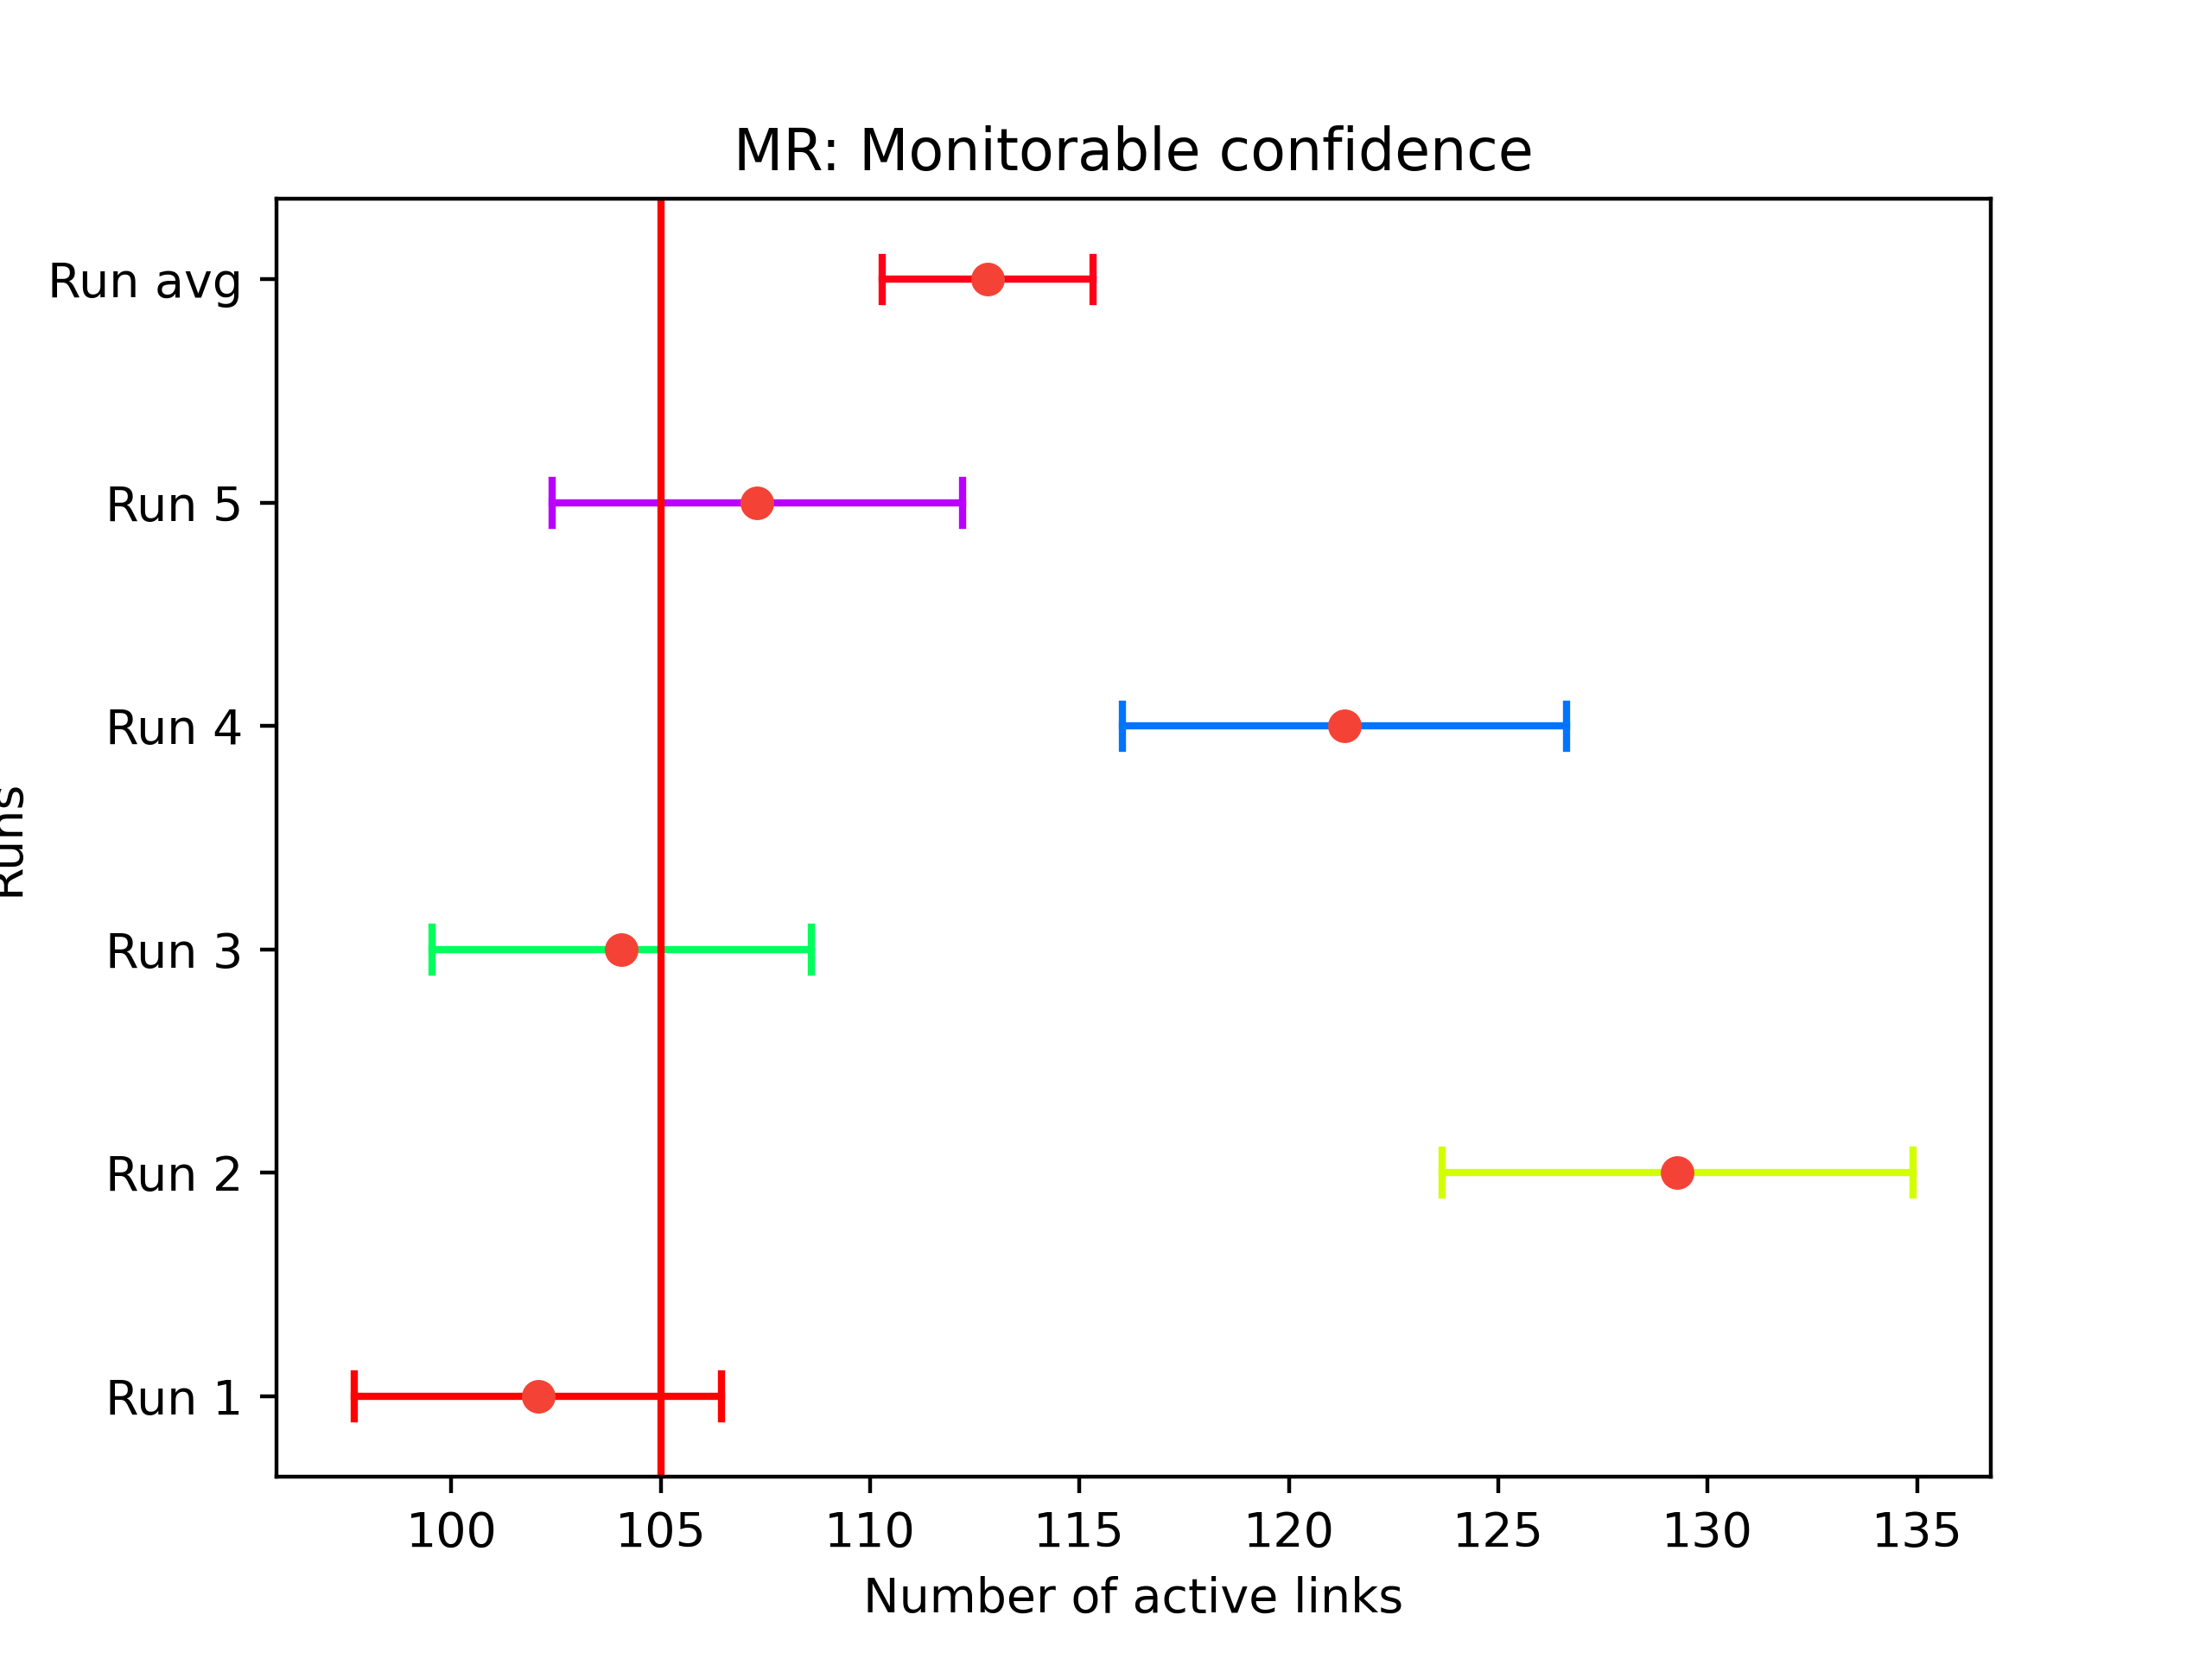 MR: Monitorable confidence
Run avg
Run 5
Run 4
Runs
Run 3
Run 2
Run 1
100 105 110 115 120 125 130 135
Number of active links